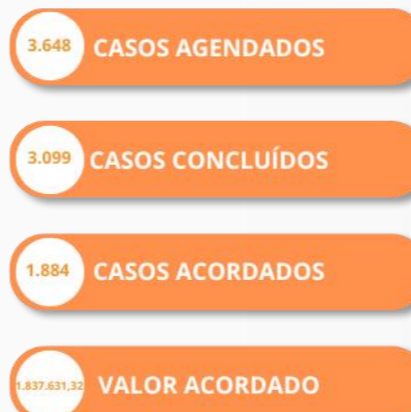 3.648 CASOS AGENDADOS
3.099 CASOS CONCLUÍDOS
1.884 CASOS ACORDADOS
1.837.631,32 VALOR ACORDADO